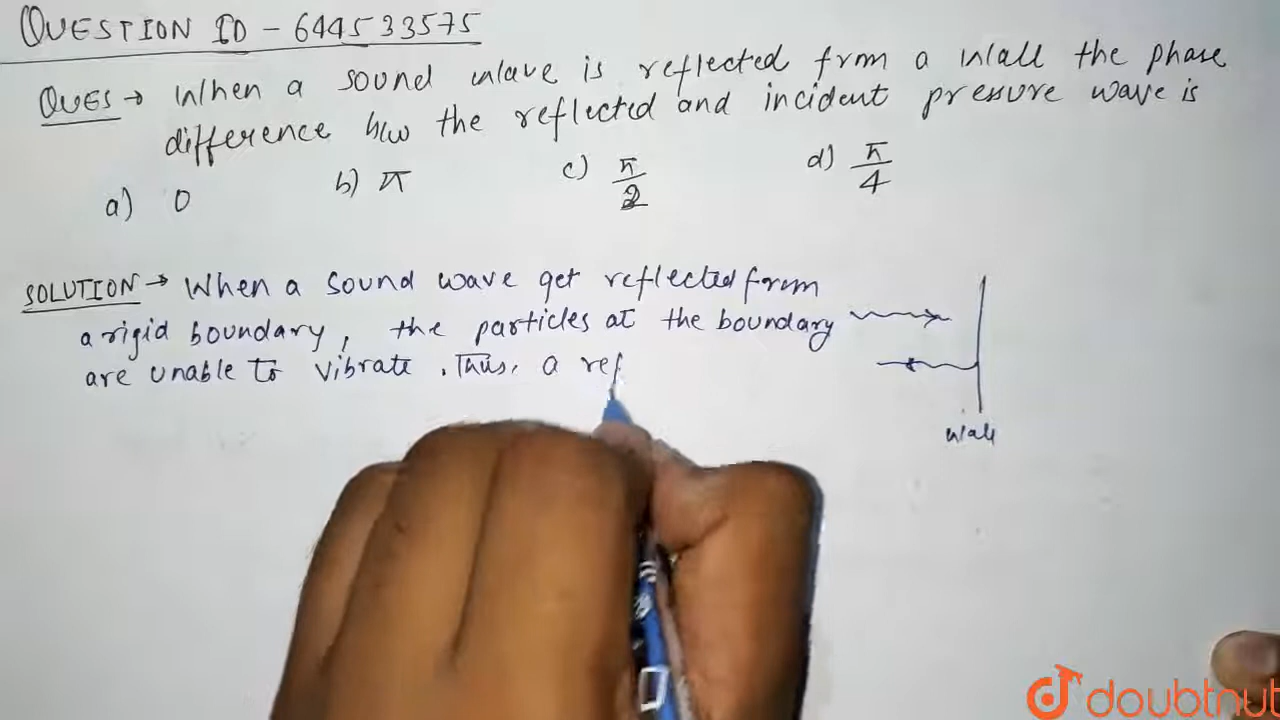 QUESTION ID - 644533575
QUES → When a sound wave is reflected frm a wall the phase
difference b/w the reflected and incident pressure wave is
a) 0 b) π c) π/2 d) π/4
SOLUTION → When a sound wave get reflected form
a rigid boundary, the particles at the boundary
are unable to vibrate . Thus, a ref
wall
doubtnut